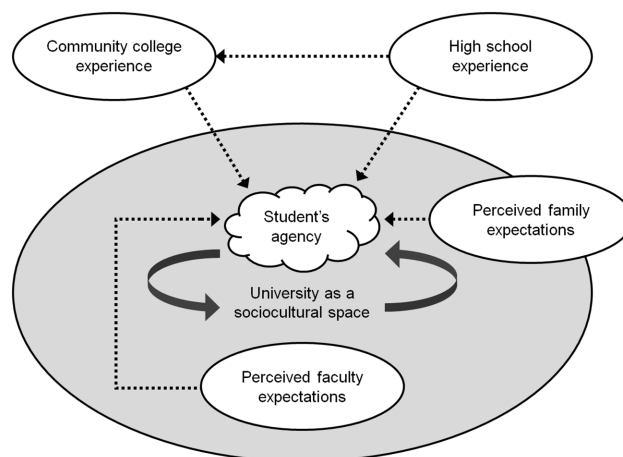 Community college
experience
High school
experience
Student's
agency
Perceived family
expectations
University as a
sociocultural space
Perceived faculty
expectations